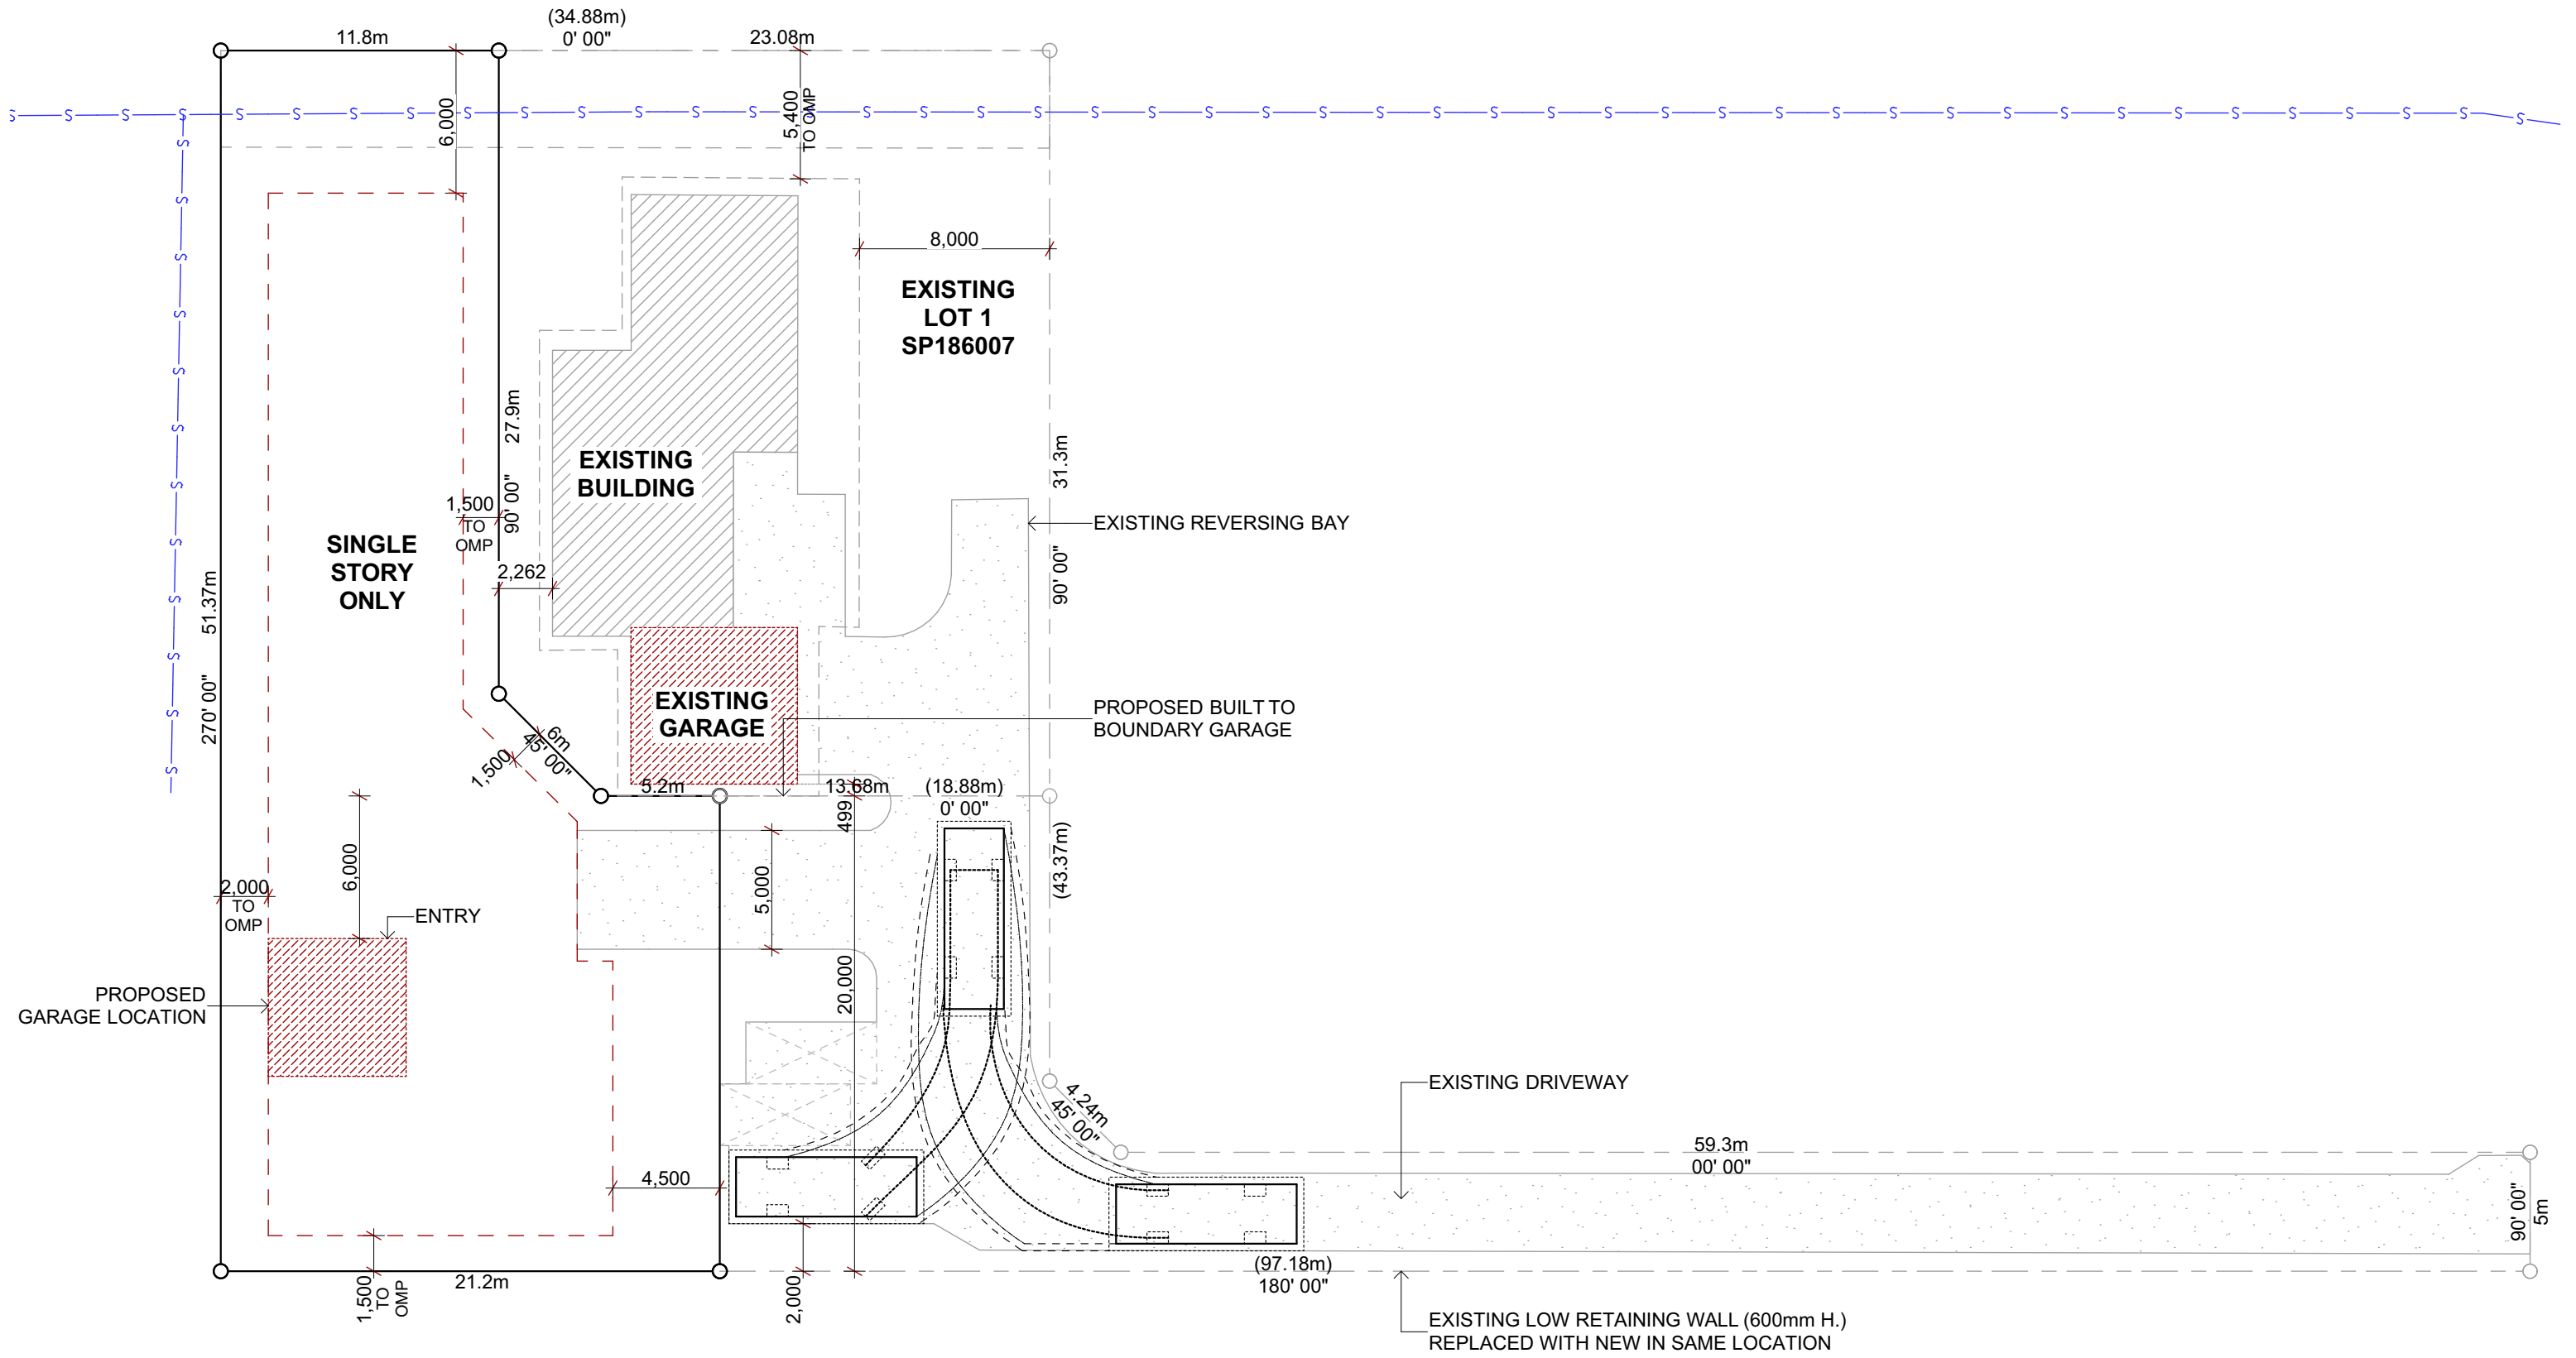 (34.88m)
0' 00"
11.8m
23.08m
6,000
5,400
TO OMP
8,000
EXISTING
LOT 1
SP186007
27.9m
90' 00"
31.3m
90' 00"
EXISTING
BUILDING
1,500
TO
OMP
EXISTING REVERSING BAY
SINGLE
STORY
ONLY
2,262
51.37m
270' 00"
EXISTING
GARAGE
PROPOSED BUILT TO
BOUNDARY GARAGE
6m
45' 00"
1,500
5.2m
13.68m
(18.88m)
0' 00"
499
(43.37m)
6,000
5,000
2,000
TO
OMP
ENTRY
PROPOSED
GARAGE LOCATION
20,000
EXISTING DRIVEWAY
4.24m
45' 00"
59.3m
00' 00"
4,500
90' 00"
5m
(97.18m)
180' 00"
21.2m
1,500
TO
OMP
2,000
EXISTING LOW RETAINING WALL (600mm H.)
REPLACED WITH NEW IN SAME LOCATION
S S S S S S S S S S S S S S S S S S S S S S S S S S S S S S S S S S S S S S S S S S S S S
S
S
S
S
S
S
S
S
S
S
S
S